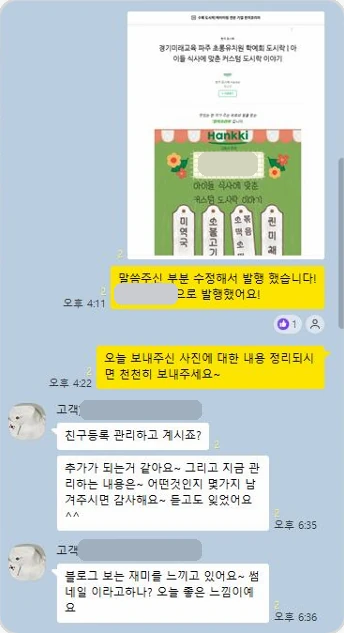 경기미래교육 파주 초롱유치원 학예회 도시락 | 아
이들 식사에 맞춘 커스텀 도시락 이야기
Hankki
아이들 식사에 맞춘
커스텀 도시락 이야기
미역국
소불고기
소떡소떡
볶음
2
말씀주신 부분 수정해서 발행 했습니다!
으로 발행했어요!
오후 4:11
1
오늘 보내주신 사진에 대한 내용 정리되시
면 천천히 보내주세요~
2
오후 4:22
고객
친구등록 관리하고 계시죠?
2
추가가 되는거 같아요~ 그리고 지금 관
리하는 내용은~ 어떤것인지 몇가지 남
겨주시면 감사해요~ 듣고도 잊었어요
^^
2
오후 6:35
고객
블로그 보는 재미를 느끼고 있어요~ 썸
네일 이라고하나? 오늘 좋은 느낌이예
요
2
오후 6:36